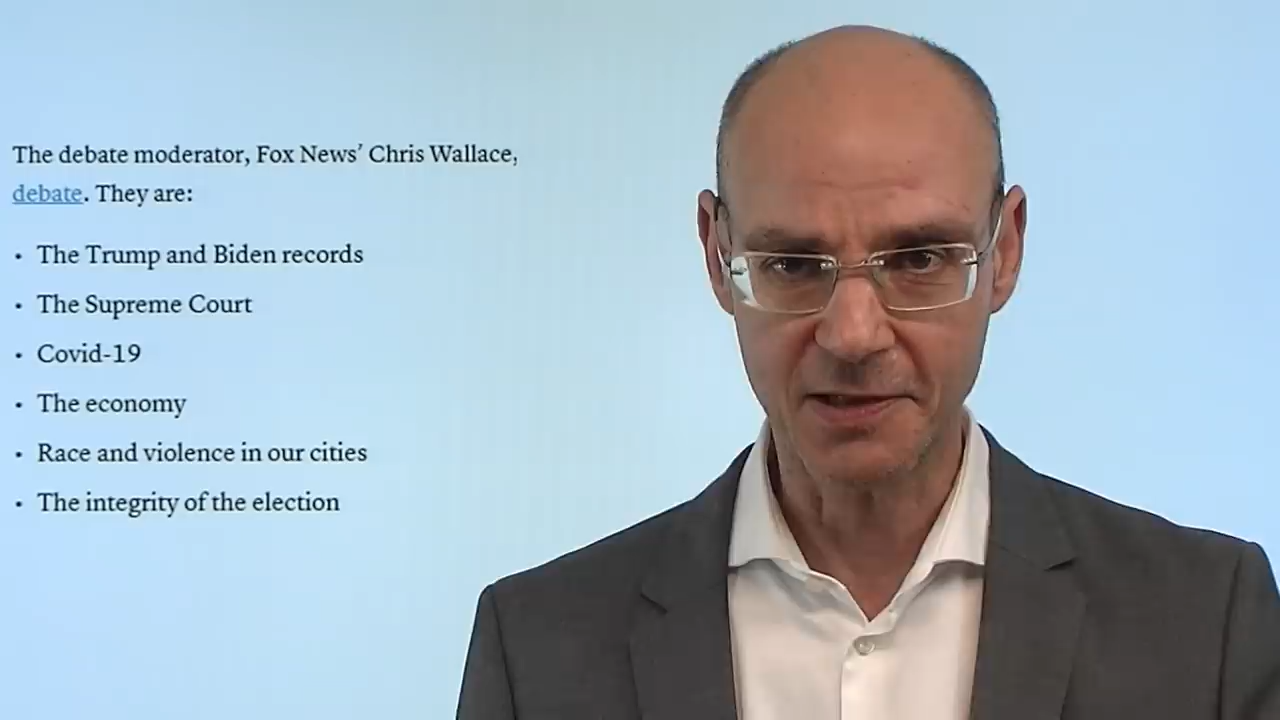 The debate moderator, Fox News’ Chris Wallace,
debate. They are:
• The Trump and Biden records
• The Supreme Court
• Covid-19
• The economy
• Race and violence in our cities
• The integrity of the election